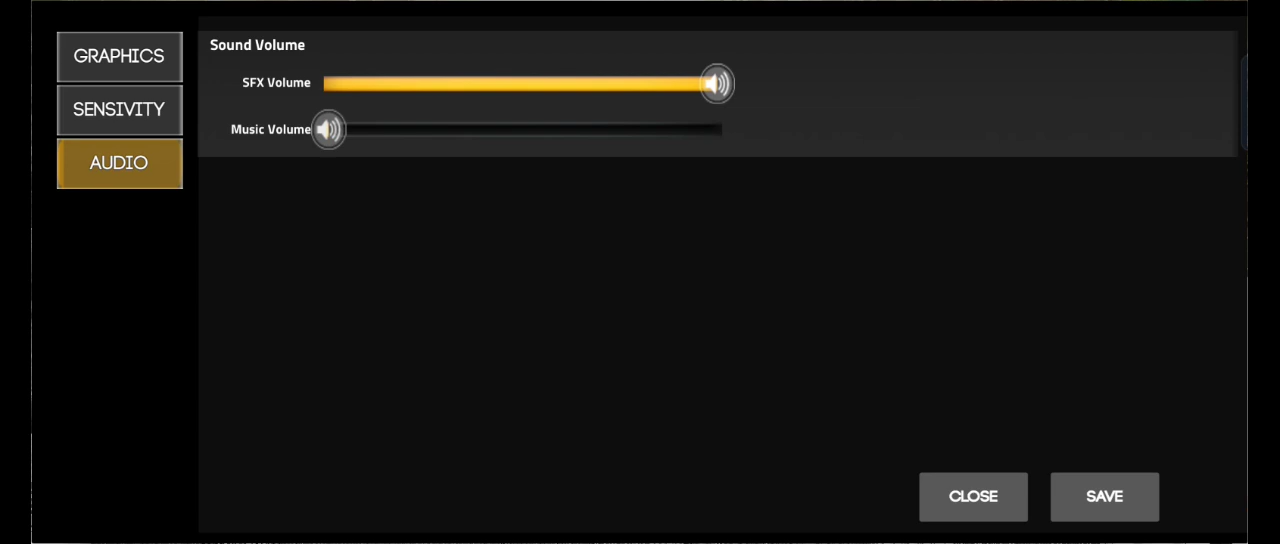 GRAPHICS
SENSIVITY
AUDIO
Sound Volume
SFX Volume
Music Volume
CLOSE
SAVE